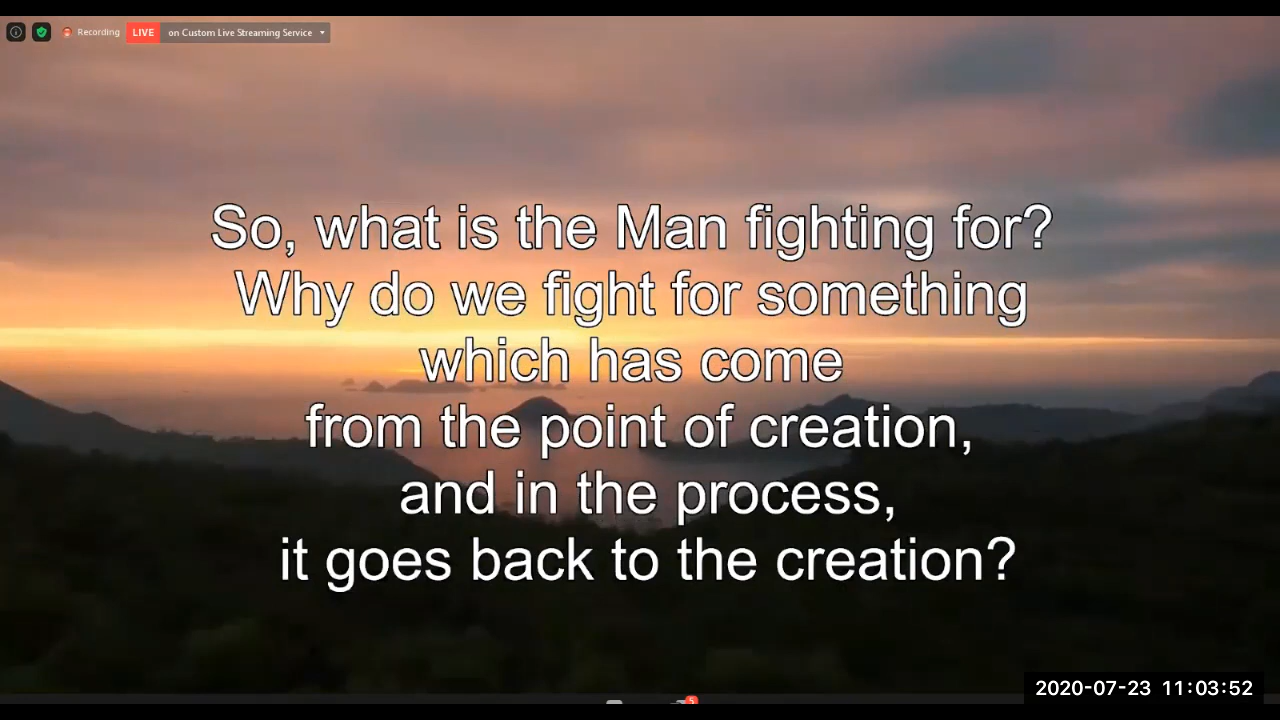 Recording
LIVE
on Custom Live Streaming Service
So, what is the Man fighting for?
Why do we fight for something
which has come
from the point of creation,
and in the process,
it goes back to the creation?
5
2020-07-23 11:03:52